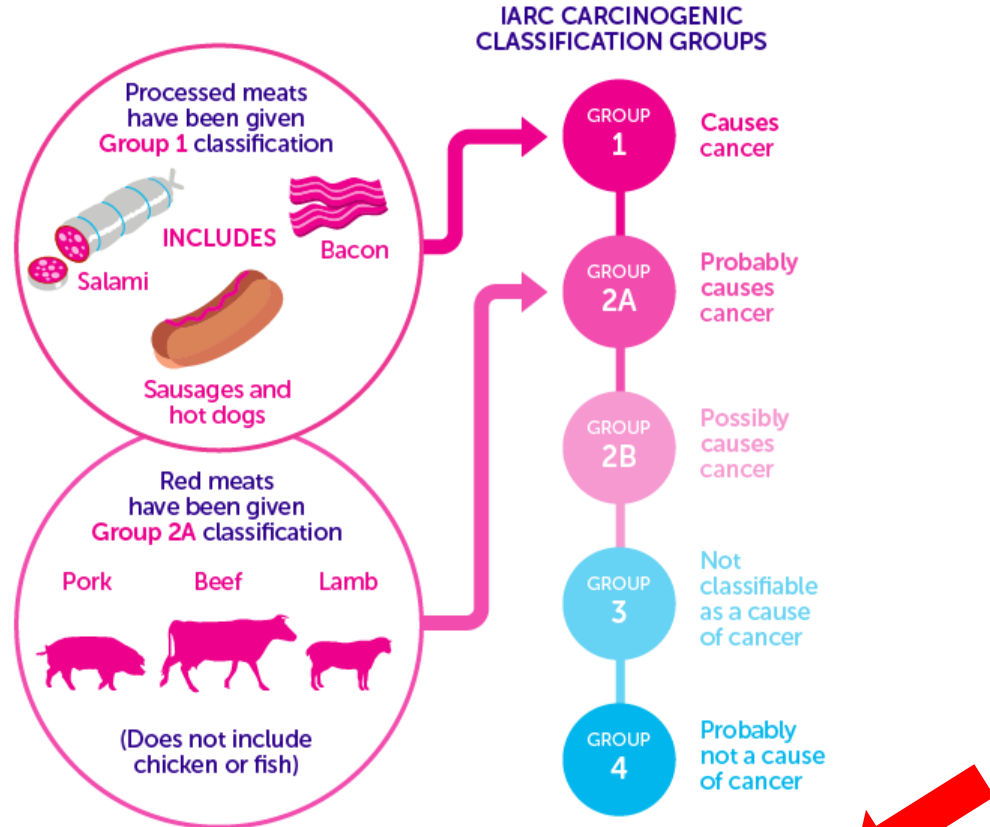 IARC CARCINOGENIC
CLASSIFICATION GROUPS
Processed meats
have been given
Group 1 classification
INCLUDES
Salami
Bacon
Sausages and
hot dogs
Red meats
have been given
Group 2A classification
Pork
Beef
Lamb
(Does not include
chicken or fish)
GROUP
1
Causes
cancer
GROUP
2A
Probably
causes
cancer
GROUP
2B
Possibly
causes
cancer
GROUP
3
Not
classifiable
as a cause
of cancer
GROUP
4
Probably
not a cause
of cancer